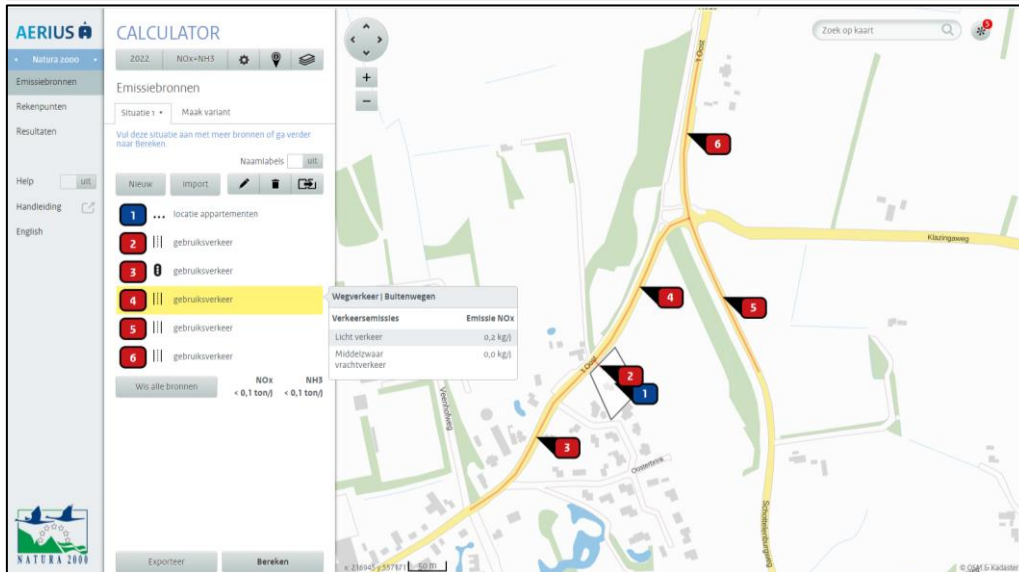 AERIUS
CALCULATOR
Natura 2000
2022
NOx+NH3
Emissiebronnen
Rekenpunten
Resultaten
Help
uit
Handleiding
English
Emissiebronnen
Situatie 1
Maak variant
Vul deze situatie aan met meer bronnen of ga verder
naar Bereken.
Naamlabels
uit
Nieuw
Import
1
locatie appartementen
2
gebruiksverkeer
3
gebruiksverkeer
4
gebruiksverkeer
5
gebruiksverkeer
6
gebruiksverkeer
Wis alle bronnen
NOx
NH3
< 0,1 ton/j
< 0,1 ton/j
Wegverkeer | Buitenwegen
Verkeersemissies
Emissie NOx
Licht verkeer
0,2 kg/j
Middelzwaar
vrachtverkeer
0,0 kg/j
Exporteer
Bereken
NATURA 2000
Zoek op kaart
5
't Oost
6
Klazingaweg
4
5
't Oost
2
1
3
Veenhofweg
Oosterbrink
Schottelenburgweg
50 m
© OSM & Kadaster